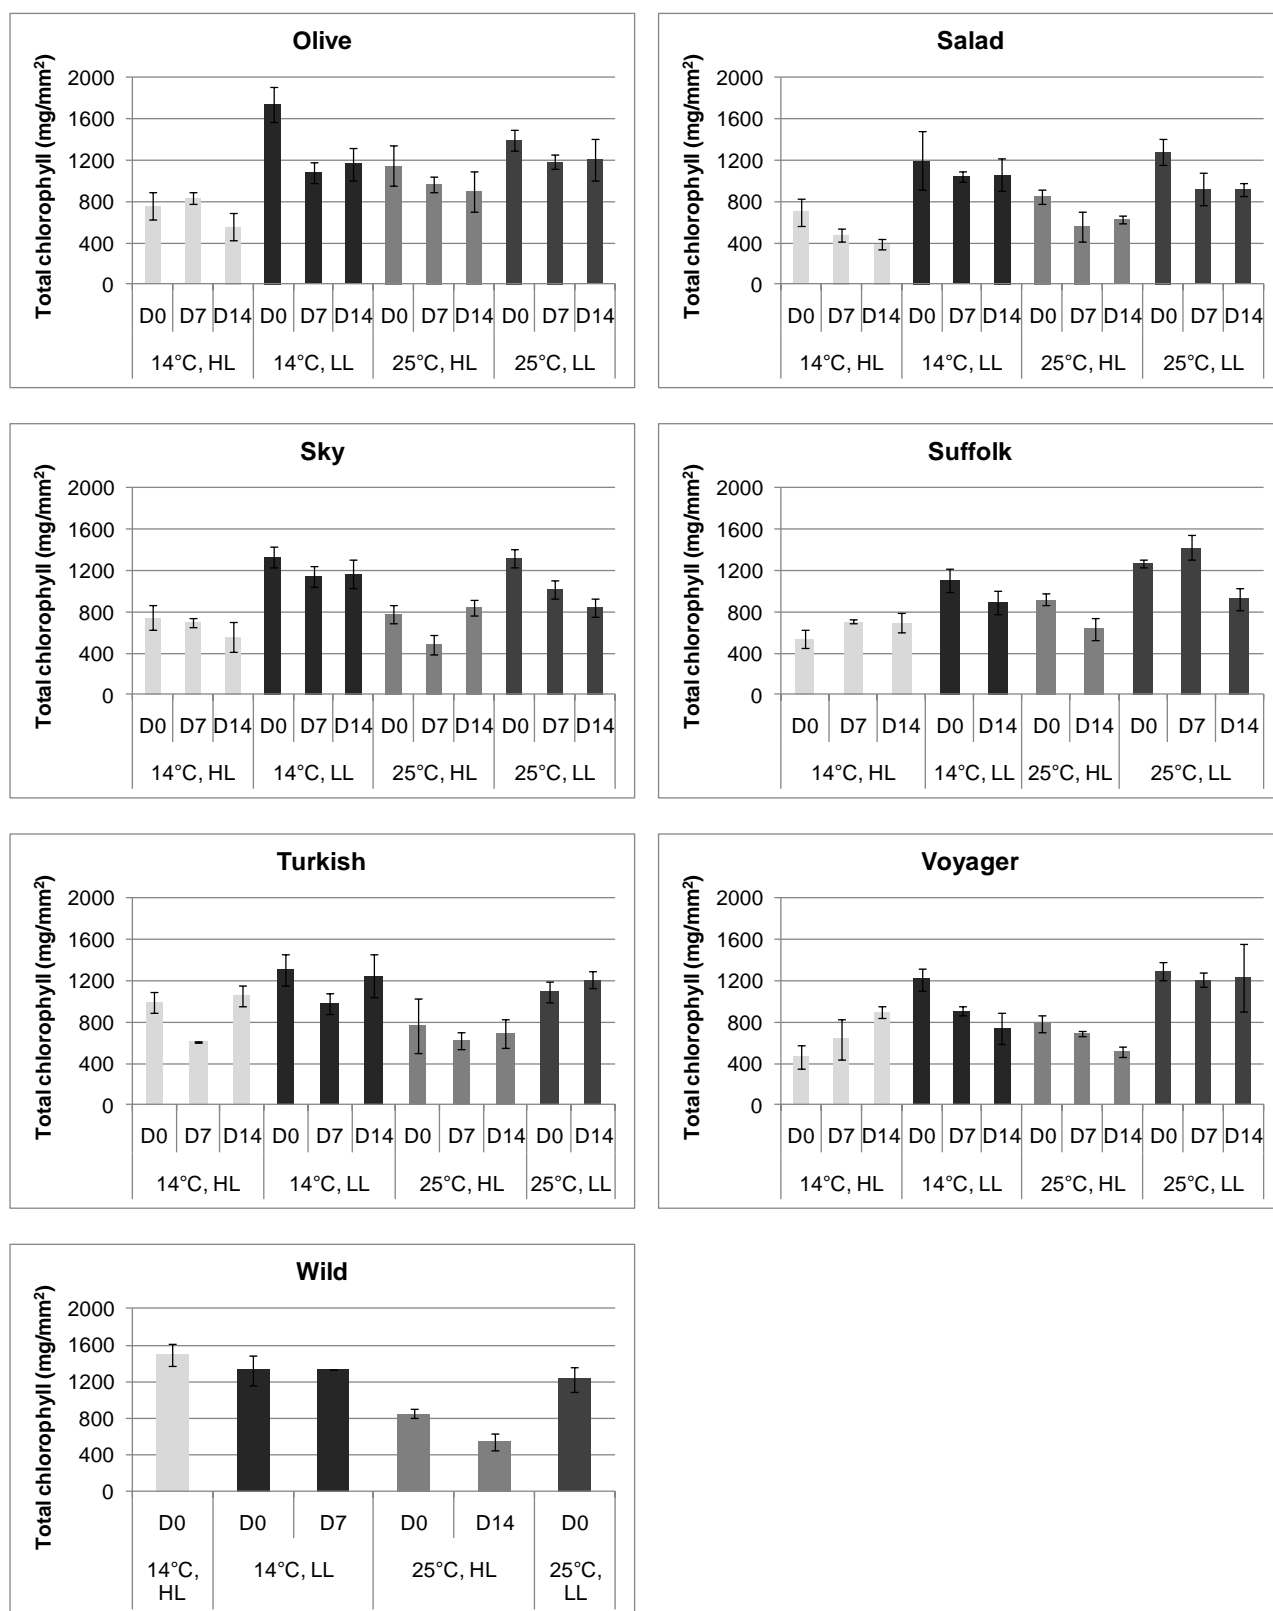 Olive
Total chlorophyll (mg/mm²)
2000
1600
1200
800
400
0
D0 D7 D14 D0 D7 D14 D0 D7 D14 D0 D7 D14
14°C, HL 14°C, LL 25°C, HL 25°C, LL
Salad
Total chlorophyll (mg/mm²)
2000
1600
1200
800
400
0
D0 D7 D14 D0 D7 D14 D0 D7 D14 D0 D7 D14
14°C, HL 14°C, LL 25°C, HL 25°C, LL
Sky
Total chlorophyll (mg/mm²)
2000
1600
1200
800
400
0
D0 D7 D14 D0 D7 D14 D0 D7 D14 D0 D7 D14
14°C, HL 14°C, LL 25°C, HL 25°C, LL
Suffolk
Total chlorophyll (mg/mm²)
2000
1600
1200
800
400
0
D0 D7 D14 D0 D14 D0 D14 D0 D7 D14
14°C, HL 14°C, LL 25°C, HL 25°C, LL
Turkish
Total chlorophyll (mg/mm²)
2000
1600
1200
800
400
0
D0 D7 D14 D0 D7 D14 D0 D7 D14 D0 D14
14°C, HL 14°C, LL 25°C, HL 25°C, LL
Voyager
Total chlorophyll (mg/mm²)
2000
1600
1200
800
400
0
D0 D7 D14 D0 D7 D14 D0 D7 D14 D0 D7 D14
14°C, HL 14°C, LL 25°C, HL 25°C, LL
Wild
Total chlorophyll (mg/mm²)
2000
1600
1200
800
400
0
D0 D0 D7 D0 D14 D0
14°C, 14°C, LL 25°C, HL 25°C,
HL LL